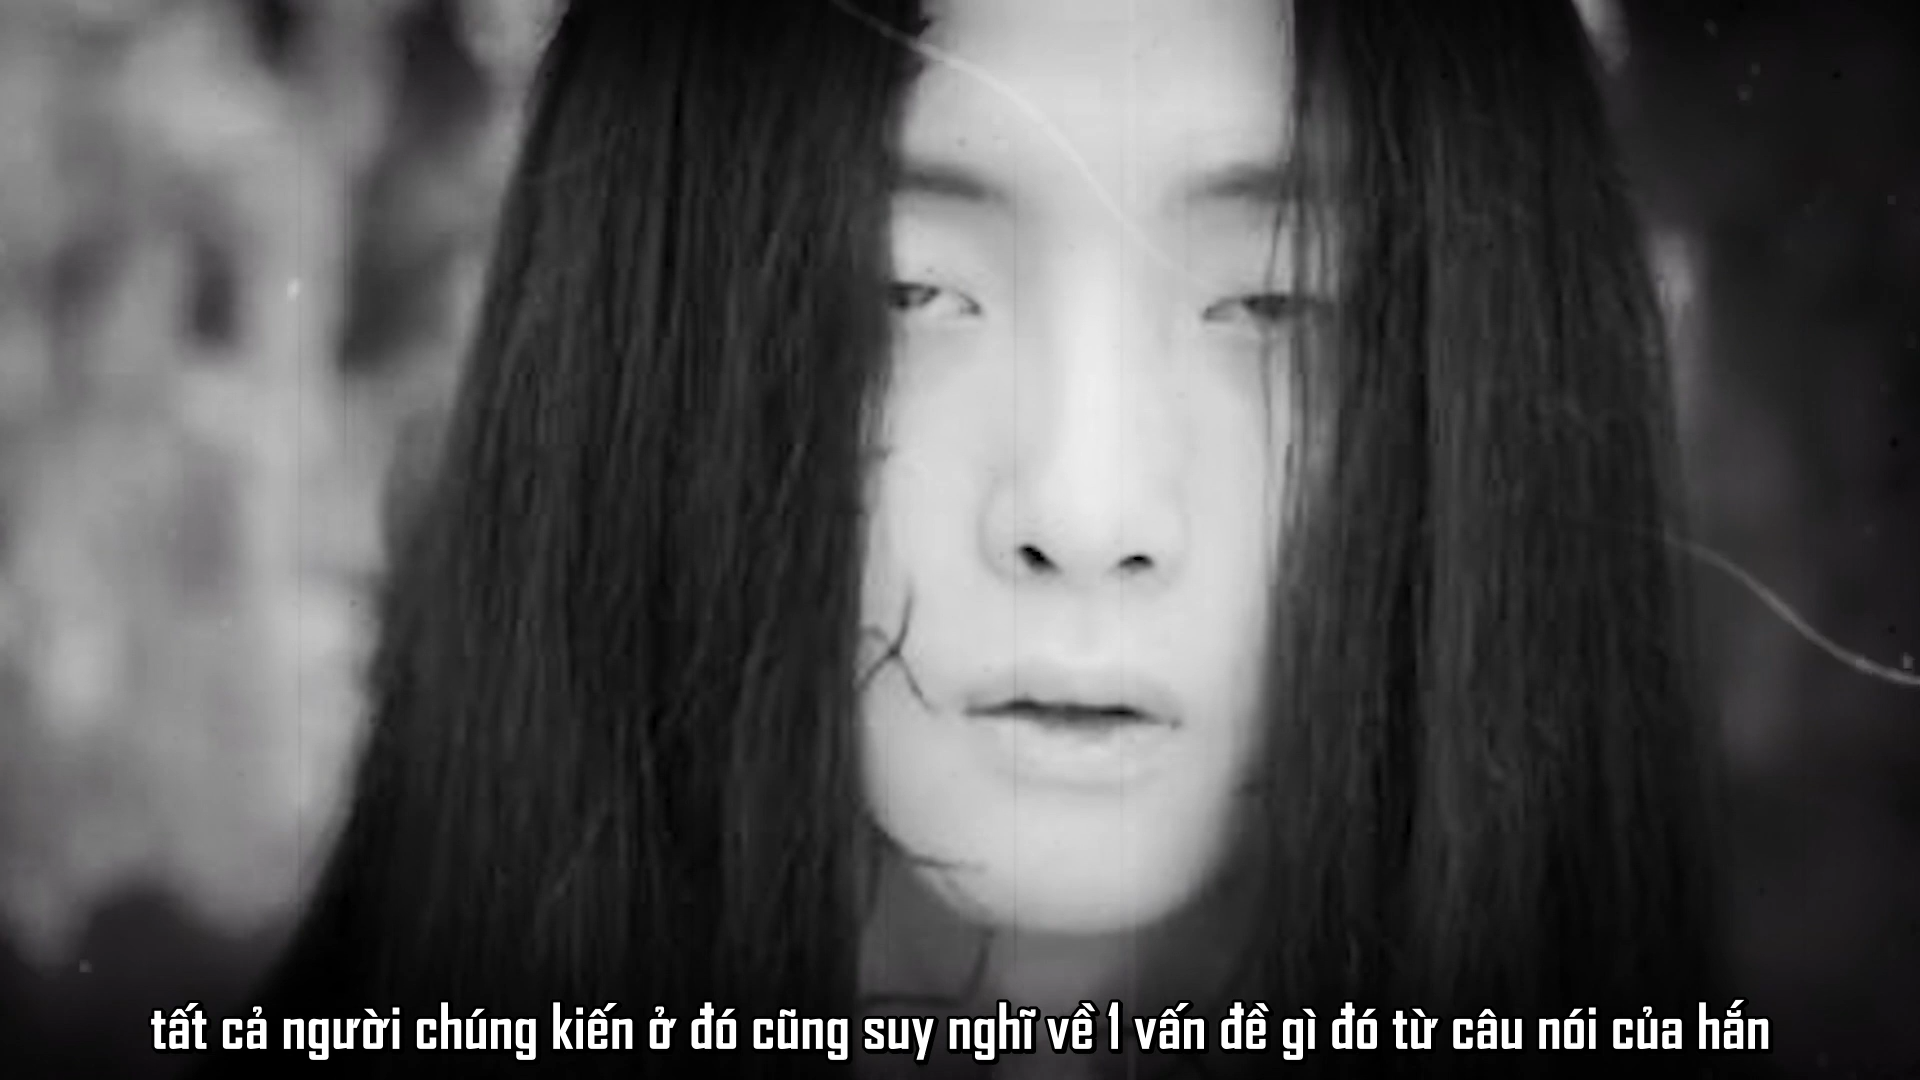 tất cả người chúng kiến ở đó cũng suy nghĩ về 1 vấn đề gì đó từ câu nói của hắn